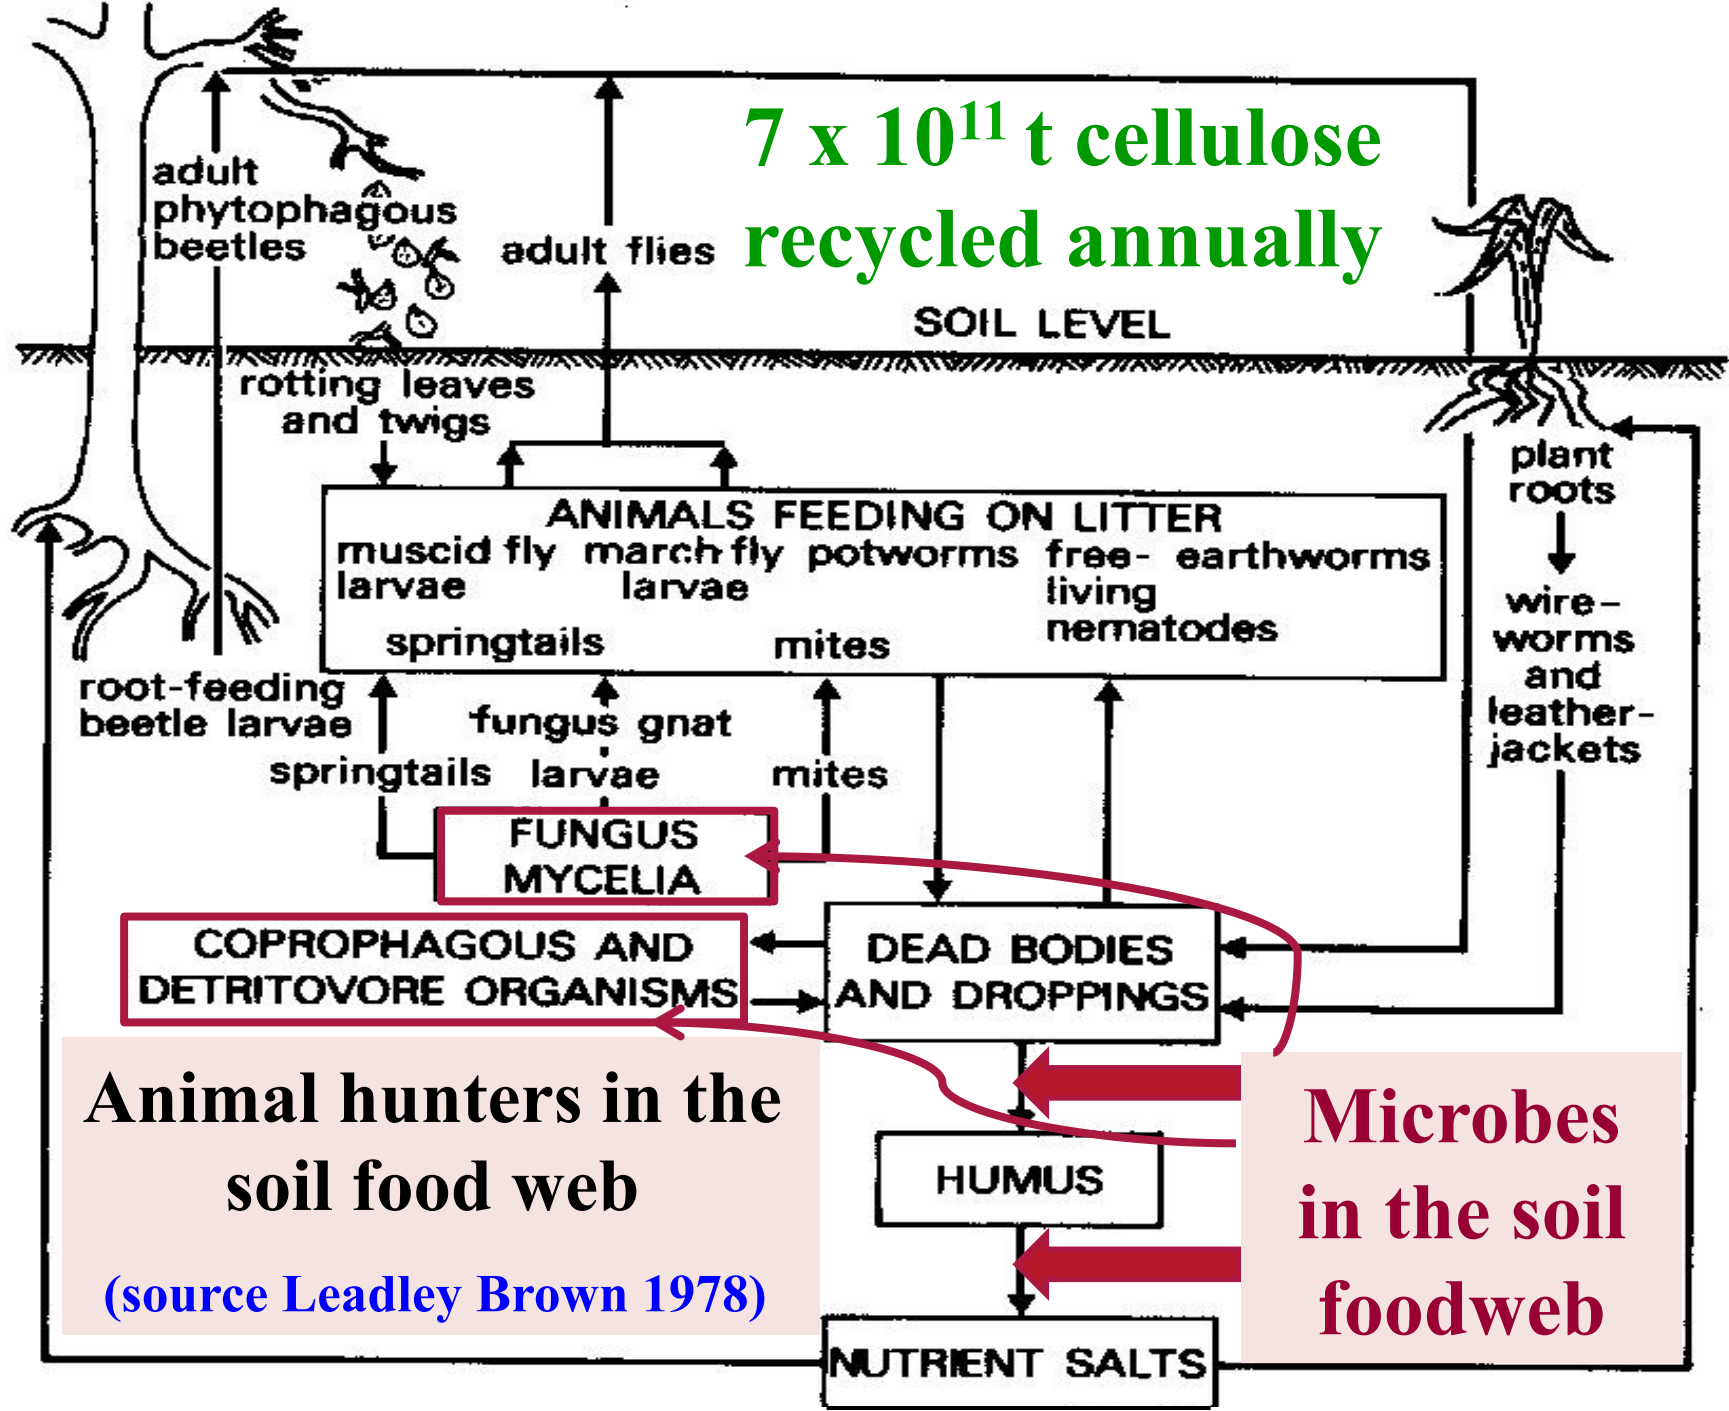 7 x 10¹¹ t cellulose
recycled annually
adult
phytophagous
beetles
adult flies
SOIL LEVEL
rotting leaves
and twigs
plant
roots
ANIMALS FEEDING ON LITTER
muscid fly
larvae
march fly
larvae
potworms
free-
living
nematodes
earthworms
springtails
mites
wire-
worms
and
leather-
jackets
root-feeding
beetle larvae
springtails
fungus gnat
larvae
mites
FUNGUS
MYCELIA
COPROPHAGOUS AND
DETRITOVORE ORGANISMS
DEAD BODIES
AND DROPPINGS
Animal hunters in the
soil food web
(source Leadley Brown 1978)
HUMUS
Microbes
in the soil
foodweb
NUTRIENT SALTS